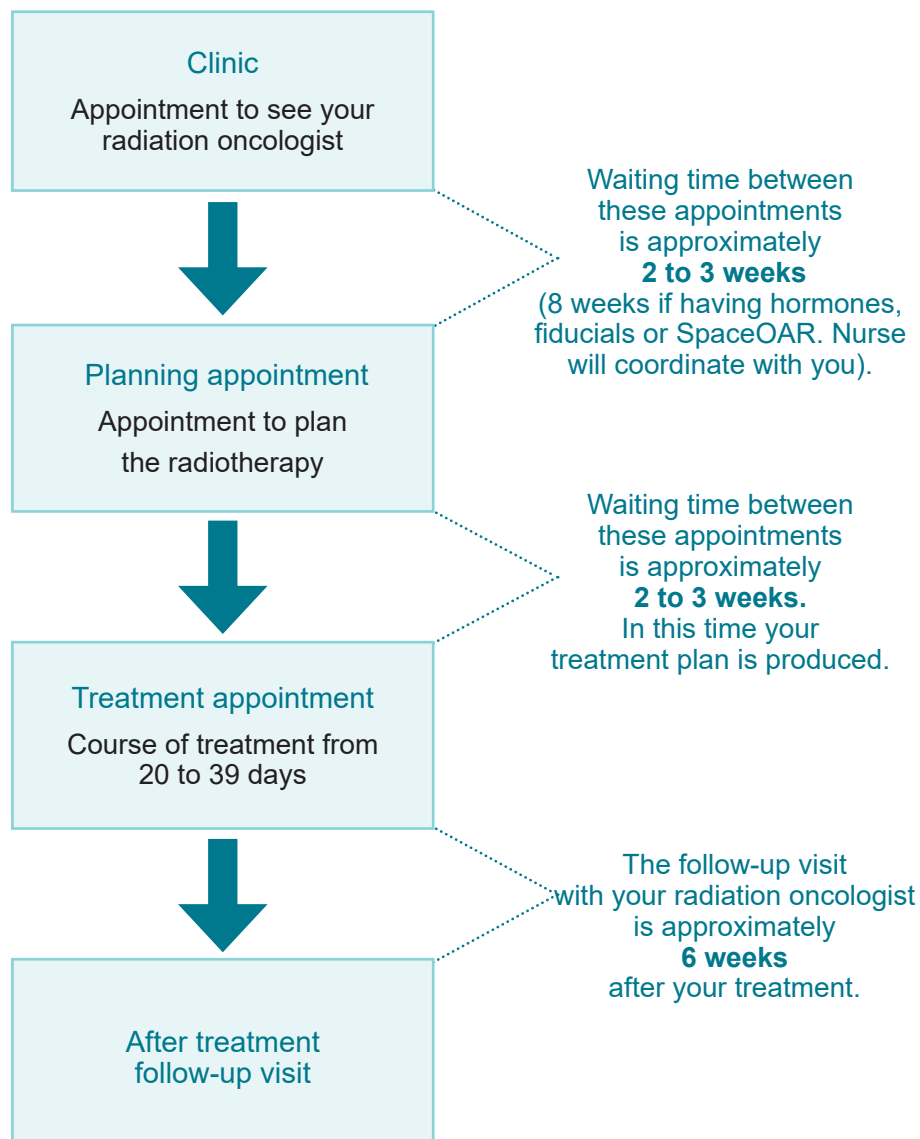 Clinic
Appointment to see your
radiation oncologist
Waiting time between
these appointments
is approximately
2 to 3 weeks
(8 weeks if having hormones,
fiducials or SpaceOAR. Nurse
will coordinate with you).
Planning appointment
Appointment to plan
the radiotherapy
Waiting time between
these appointments
is approximately
2 to 3 weeks.
In this time your
treatment plan is produced.
Treatment appointment
Course of treatment from
20 to 39 days
The follow-up visit
with your radiation oncologist
is approximately
6 weeks
after your treatment.
After treatment
follow-up visit